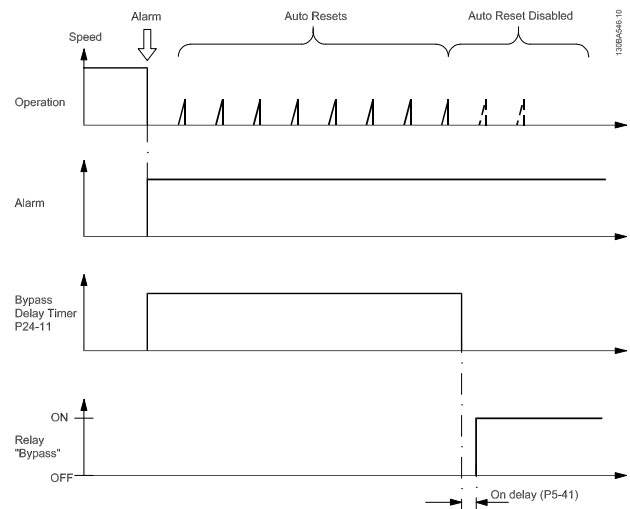 Alarm
Auto Resets
Auto Reset Disabled
130BA546.10
Speed
Operation
Alarm
Bypass
Delay Timer
P24-11
ON
Relay
"Bypass"
OFF
On delay (P5-41)